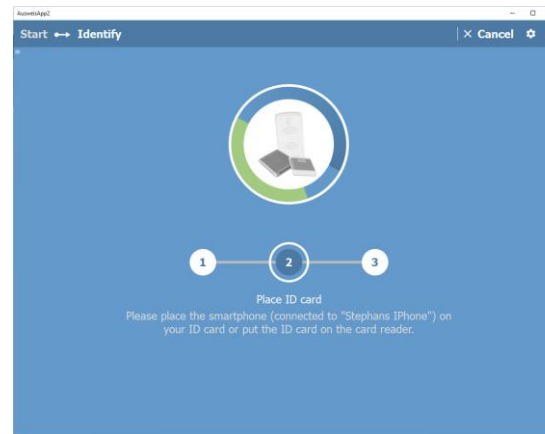 AusweisApp2
Start Identify
Cancel
1
2
3
Place ID card
Please place the smartphone (connected to "Stephans IPhone") on
your ID card or put the ID card on the card reader.